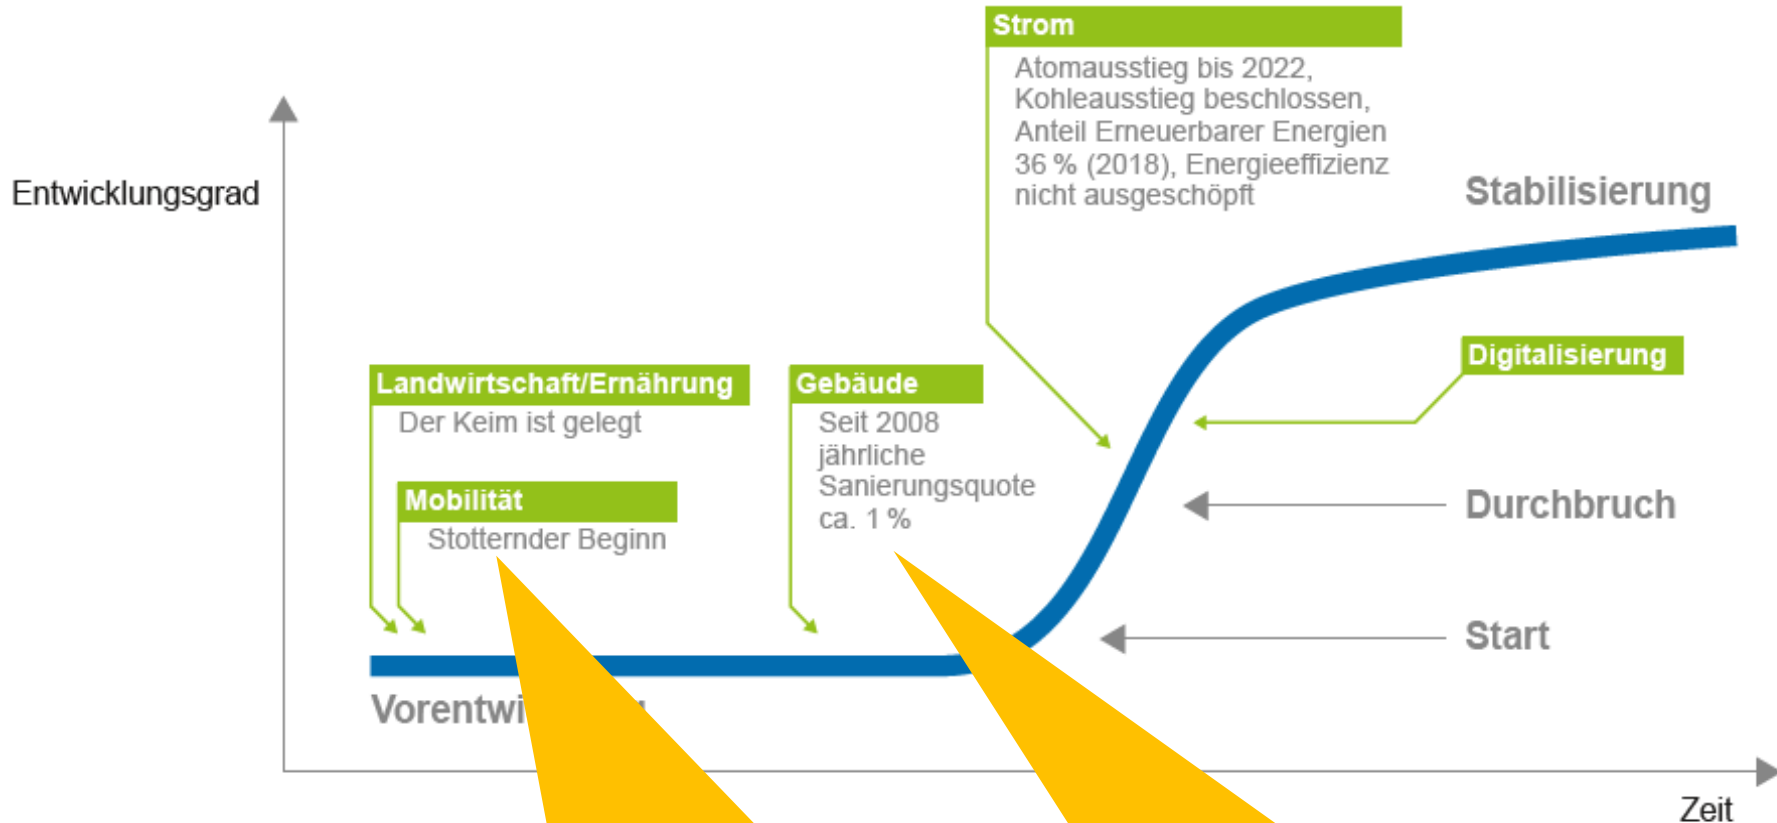 Strom
Atomausstieg bis 2022,
Kohleausstieg beschlossen,
Anteil Erneuerbarer Energien
36 % (2018), Energieeffizienz
nicht ausgeschöpft
Entwicklungsgrad
Stabilisierung
Digitalisierung
Landwirtschaft/Ernährung
Der Keim ist gelegt
Gebäude
Seit 2008
jährliche
Sanierungsquote
ca. 1 %
Mobilität
Stotternder Beginn
Durchbruch
Start
Zeit